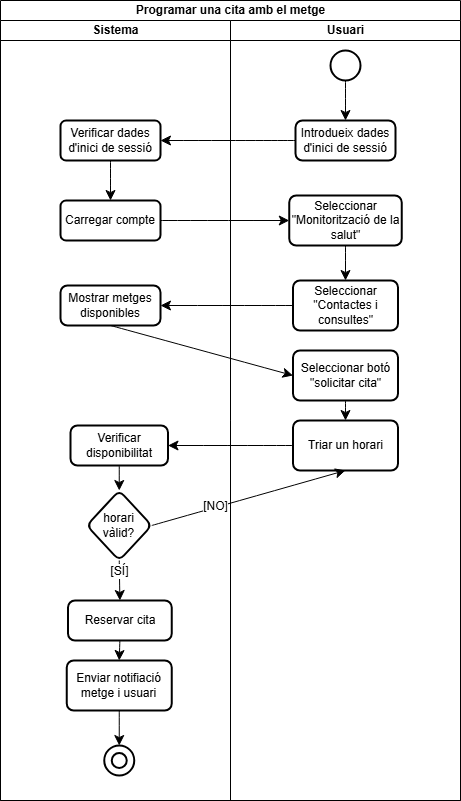 Programar una cita amb el metge
Sistema
Usuari
Verificar dades
d'inici de sessió
Introdueix dades
d'inici de sessió
Carregar compte
Seleccionar
"Monitorització de la
salut"
Mostrar metges
disponibles
Seleccionar
"Contactes i
consultes"
Seleccionar botó
"solicitar cita"
Verificar
disponibilitat
Triar un horari
horari
vàlid?
[NO]
[SÍ]
Reservar cita
Enviar notifiació
metge i usuari